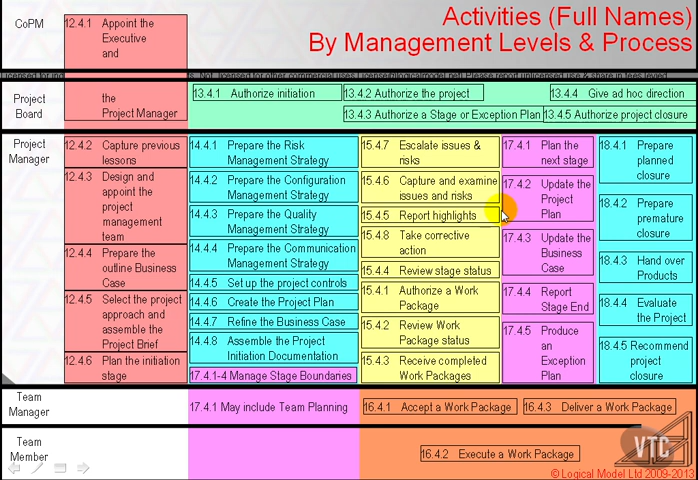 Activities (Full Names)
By Management Levels & Process
CoPM
12.4.1 Appoint the
Executive
and
Project
Board
the
Project Manager
13.4.1 Authorize initiation
13.4.2 Authorize the project
13.4.4 Give ad hoc direction
13.4.3 Authorize a Stage or Exception Plan
13.4.5 Authorize project closure
Project
Manager
12.4.2 Capture previous
lessons
12.4.3 Design and
appoint the
project
management
team
12.4.4 Prepare the
outline Business
Case
12.4.5 Select the project
approach and
assemble the
Project Brief
12.4.6 Plan the initiation
stage
14.4.1 Prepare the Risk
Management Strategy
14.4.2 Prepare the Configuration
Management Strategy
14.4.3 Prepare the Quality
Management Strategy
14.4.4 Prepare the Communication
Management Strategy
14.4.5 Set up the project controls
14.4.6 Create the Project Plan
14.4.7 Refine the Business Case
14.4.8 Assemble the Project
Initiation Documentation
17.4.1-4 Manage Stage Boundaries
15.4.7 Escalate issues &
risks
15.4.6 Capture and examine
issues and risks
15.4.5 Report highlights
15.4.8 Take corrective
action
15.4.4 Review stage status
15.4.1 Authorize a Work
Package
15.4.2 Review Work
Package status
15.4.3 Receive completed
Work Packages
17.4.1 Plan the
next stage
17.4.2 Update the
Project
Plan
17.4.3 Update the
Business
Case
17.4.4 Report
Stage End
17.4.5 Produce
an
Exception
Plan
18.4.1 Prepare
planned
closure
18.4.2 Prepare
premature
closure
18.4.3 Hand over
Products
18.4.4 Evaluate
the Project
18.4.5 Recommend
project
closure
Team
Manager
17.4.1 May include Team Planning
16.4.1 Accept a Work Package
16.4.3 Deliver a Work Package
Team
Member
16.4.2 Execute a Work Package
VTC
© Logical Model Ltd 2009-2013